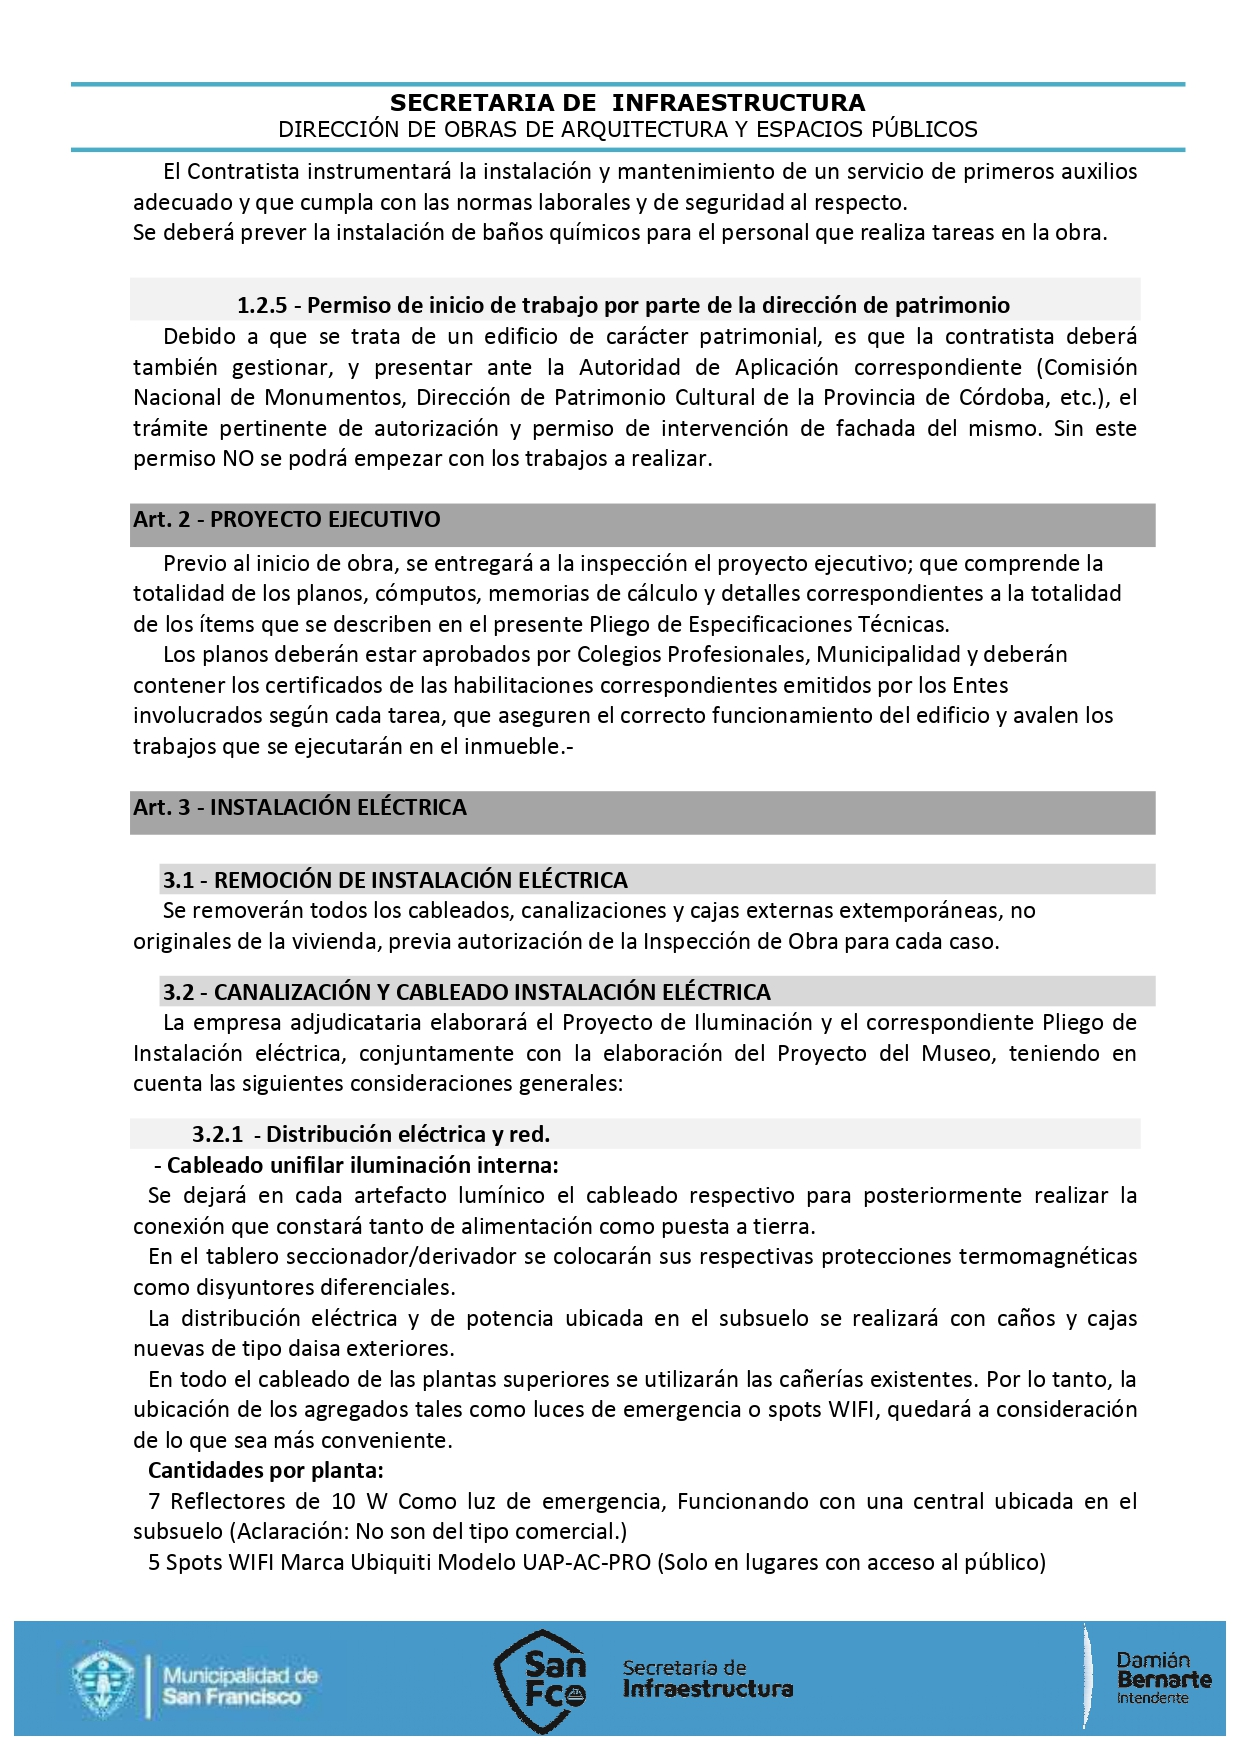 SECRETARIA DE INFRAESTRUCTURA
DIRECCIÓN DE OBRAS DE ARQUITECTURA Y ESPACIOS PÚBLICOS
El Contratista instrumentará la instalación y mantenimiento de un servicio de primeros auxilios
adecuado y que cumpla con las normas laborales y de seguridad al respecto.
Se deberá prever la instalación de baños químicos para el personal que realiza tareas en la obra.
1.2.5 - Permiso de inicio de trabajo por parte de la dirección de patrimonio
Debido a que se trata de un edificio de carácter patrimonial, es que la contratista deberá
también gestionar, y presentar ante la Autoridad de Aplicación correspondiente (Comisión
Nacional de Monumentos, Dirección de Patrimonio Cultural de la Provincia de Córdoba, etc.), el
trámite pertinente de autorización y permiso de intervención de fachada del mismo. Sin este
permiso NO se podrá empezar con los trabajos a realizar.
Art. 2 - PROYECTO EJECUTIVO
Previo al inicio de obra, se entregará a la inspección el proyecto ejecutivo; que comprende la
totalidad de los planos, cómputos, memorias de cálculo y detalles correspondientes a la totalidad
de los ítems que se describen en el presente Pliego de Especificaciones Técnicas.
Los planos deberán estar aprobados por Colegios Profesionales, Municipalidad y deberán
contener los certificados de las habilitaciones correspondientes emitidos por los Entes
involucrados según cada tarea, que aseguren el correcto funcionamiento del edificio y avalen los
trabajos que se ejecutarán en el inmueble.-
Art. 3 - INSTALACIÓN ELÉCTRICA
3.1 - REMOCIÓN DE INSTALACIÓN ELÉCTRICA
Se removerán todos los cableados, canalizaciones y cajas externas extemporáneas, no
originales de la vivienda, previa autorización de la Inspección de Obra para cada caso.
3.2 - CANALIZACIÓN Y CABLEADO INSTALACIÓN ELÉCTRICA
La empresa adjudicataria elaborará el Proyecto de Iluminación y el correspondiente Pliego de
Instalación eléctrica, conjuntamente con la elaboración del Proyecto del Museo, teniendo en
cuenta las siguientes consideraciones generales:
3.2.1 - Distribución eléctrica y red.
- Cableado unifilar iluminación interna:
Se dejará en cada artefacto lumínico el cableado respectivo para posteriormente realizar la
conexión que constará tanto de alimentación como puesta a tierra.
En el tablero seccionador/derivador se colocarán sus respectivas protecciones termomagnéticas
como disyuntores diferenciales.
La distribución eléctrica y de potencia ubicada en el subsuelo se realizará con caños y cajas
nuevas de tipo daisa exteriores.
En todo el cableado de las plantas superiores se utilizarán las cañerías existentes. Por lo tanto, la
ubicación de los agregados tales como luces de emergencia o spots WIFI, quedará a consideración
de lo que sea más conveniente.
Cantidades por planta:
7 Reflectores de 10 W Como luz de emergencia, Funcionando con una central ubicada en el
subsuelo (Aclaración: No son del tipo comercial.)
5 Spots WIFI Marca Ubiquiti Modelo UAP-AC-PRO (Solo en lugares con acceso al público)
Municipalidad de
San Francisco
San
Fco
Secretaría de
Infraestructura
Damián
Bernarte
Intendente